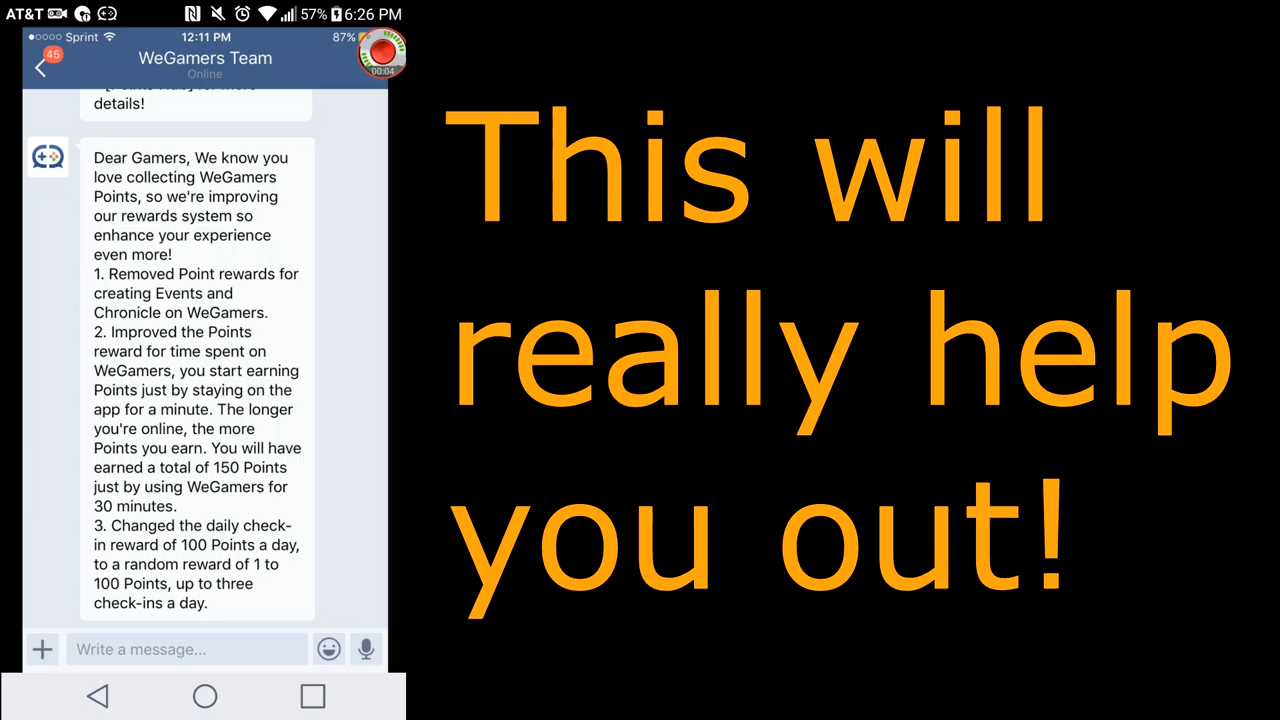 AT&T 57% 6:26 PM
Sprint 12:11 PM 87%
45
WeGamers Team
Online
00:04
details!
Dear Gamers, We know you
love collecting WeGamers
Points, so we're improving
our rewards system so
enhance your experience
even more!
1. Removed Point rewards for
creating Events and
Chronicle on WeGamers.
2. Improved the Points
reward for time spent on
WeGamers, you start earning
Points just by staying on the
app for a minute. The longer
you're online, the more
Points you earn. You will have
earned a total of 150 Points
just by using WeGamers for
30 minutes.
3. Changed the daily check-
in reward of 100 Points a day,
to a random reward of 1 to
100 Points, up to three
check-ins a day.
Write a message...
This will
really help
you out!